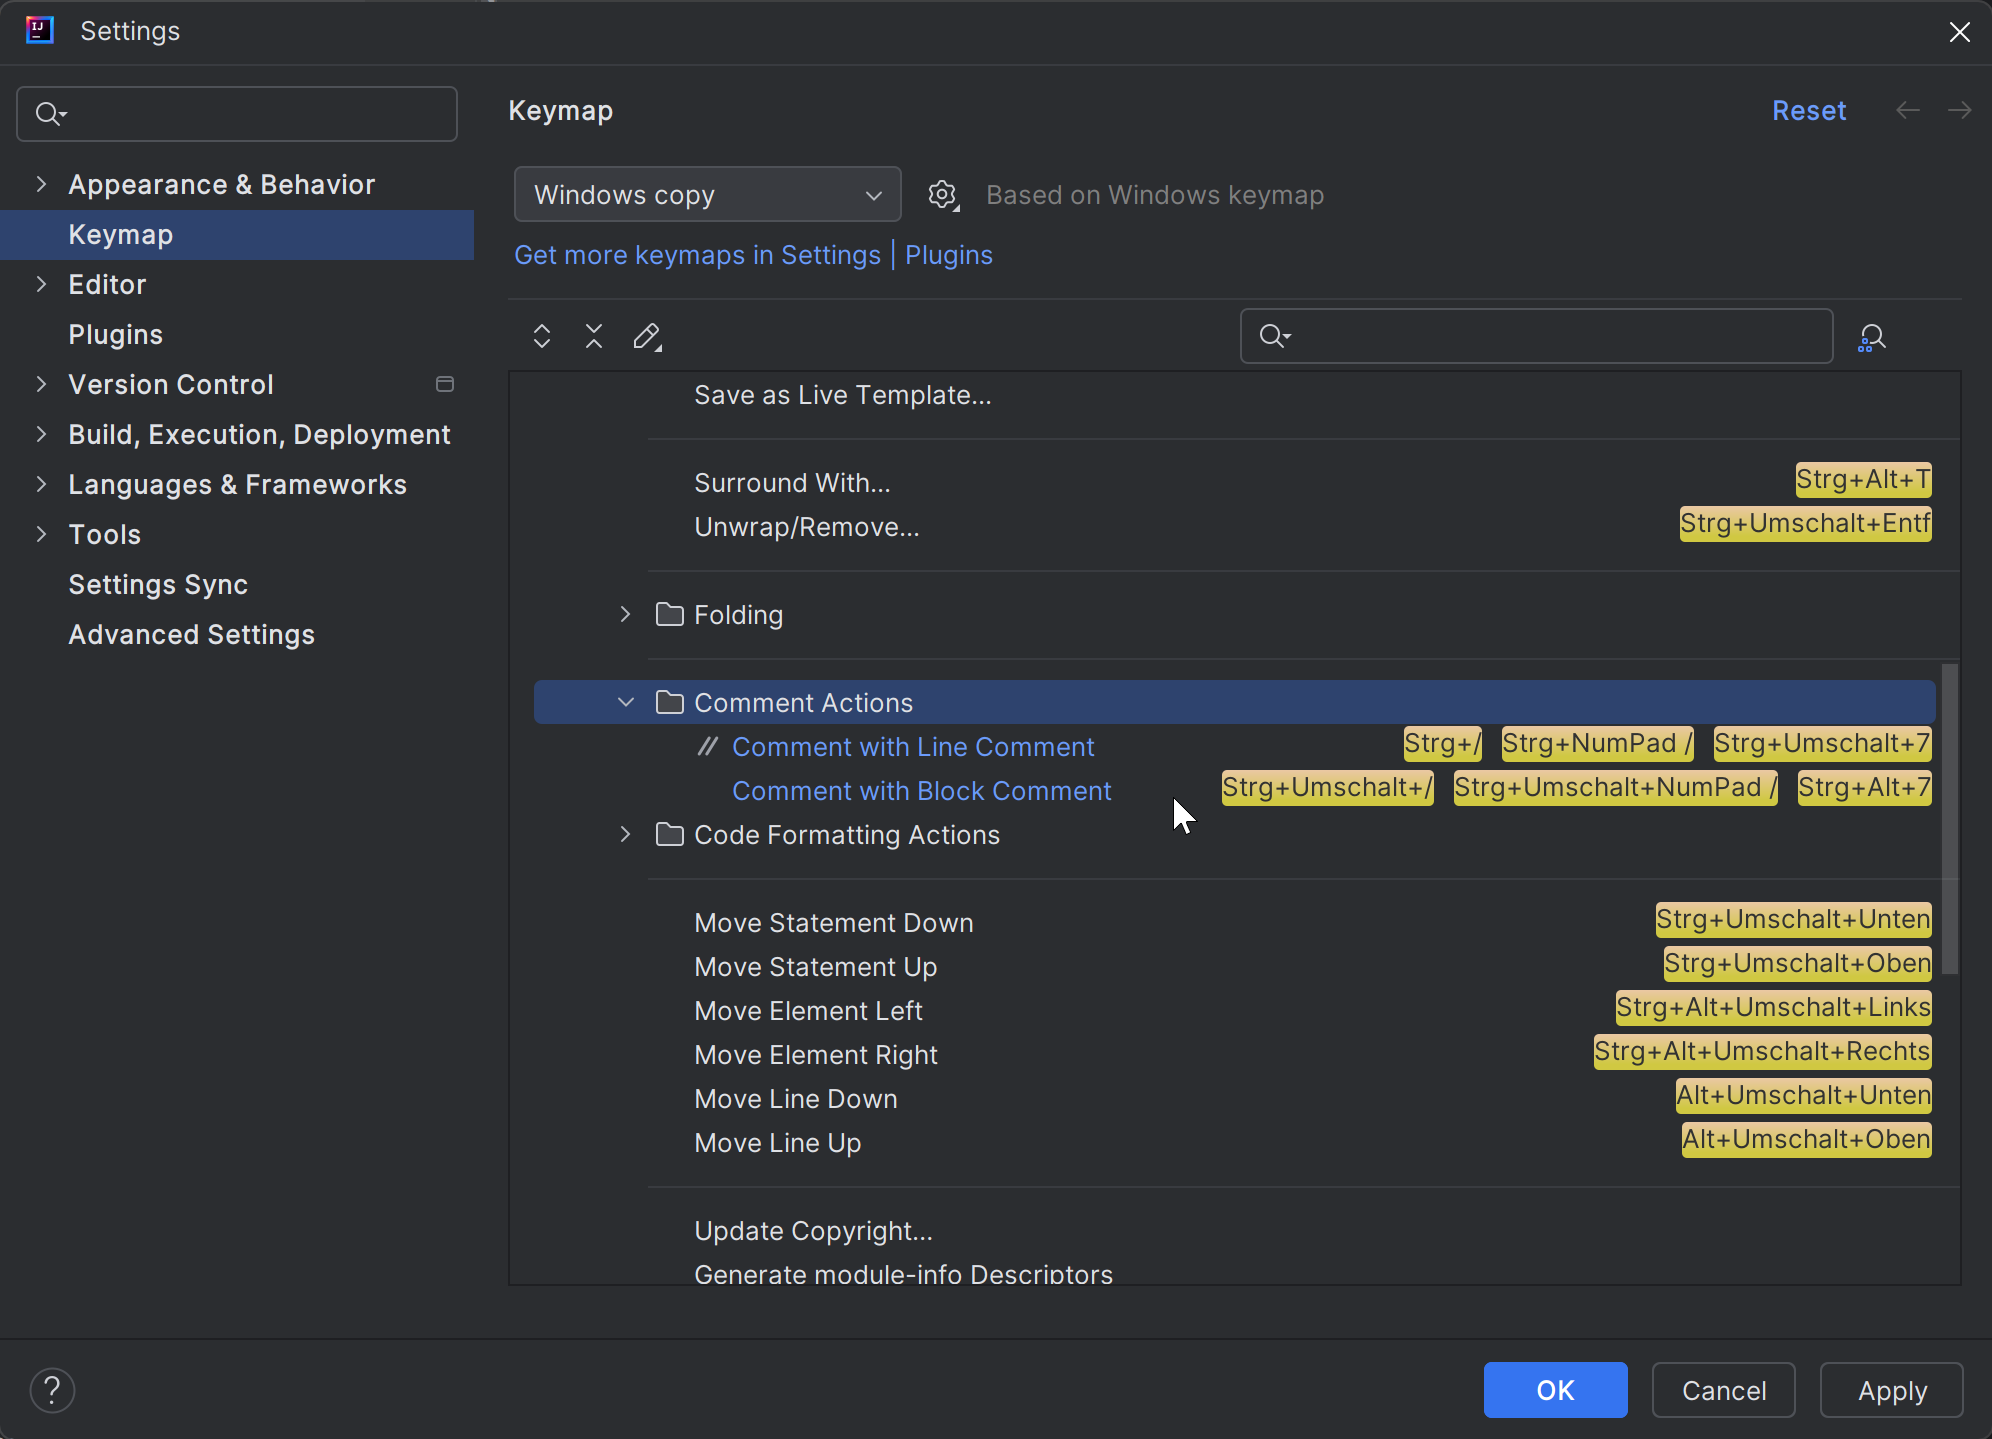 IJ Settings
Keymap
Reset
Appearance & Behavior
Keymap
Editor
Plugins
Version Control
Build, Execution, Deployment
Languages & Frameworks
Tools
Settings Sync
Advanced Settings
Windows copy
Based on Windows keymap
Get more keymaps in Settings | Plugins
Save as Live Template...
Surround With... Strg+Alt+T
Unwrap/Remove... Strg+Umschalt+Entf
Folding
Comment Actions
// Comment with Line Comment Strg+/ Strg+NumPad / Strg+Umschalt+7
Comment with Block Comment Strg+Umschalt+/ Strg+Umschalt+NumPad / Strg+Alt+7
Code Formatting Actions
Move Statement Down Strg+Umschalt+Unten
Move Statement Up Strg+Umschalt+Oben
Move Element Left Strg+Alt+Umschalt+Links
Move Element Right Strg+Alt+Umschalt+Rechts
Move Line Down Alt+Umschalt+Unten
Move Line Up Alt+Umschalt+Oben
Update Copyright...
Generate module-info Descriptors
? OK Cancel Apply